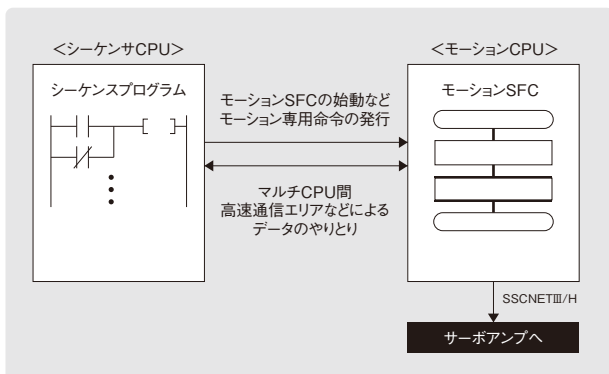 ＜シーケンサCPU＞
＜モーションCPU＞
シーケンスプログラム
モーションSFCの始動など
モーション専用命令の発行
マルチCPU間
高速通信エリアなどによる
データのやりとり
モーションSFC
SSCNETⅢ/H
サーボアンプへ